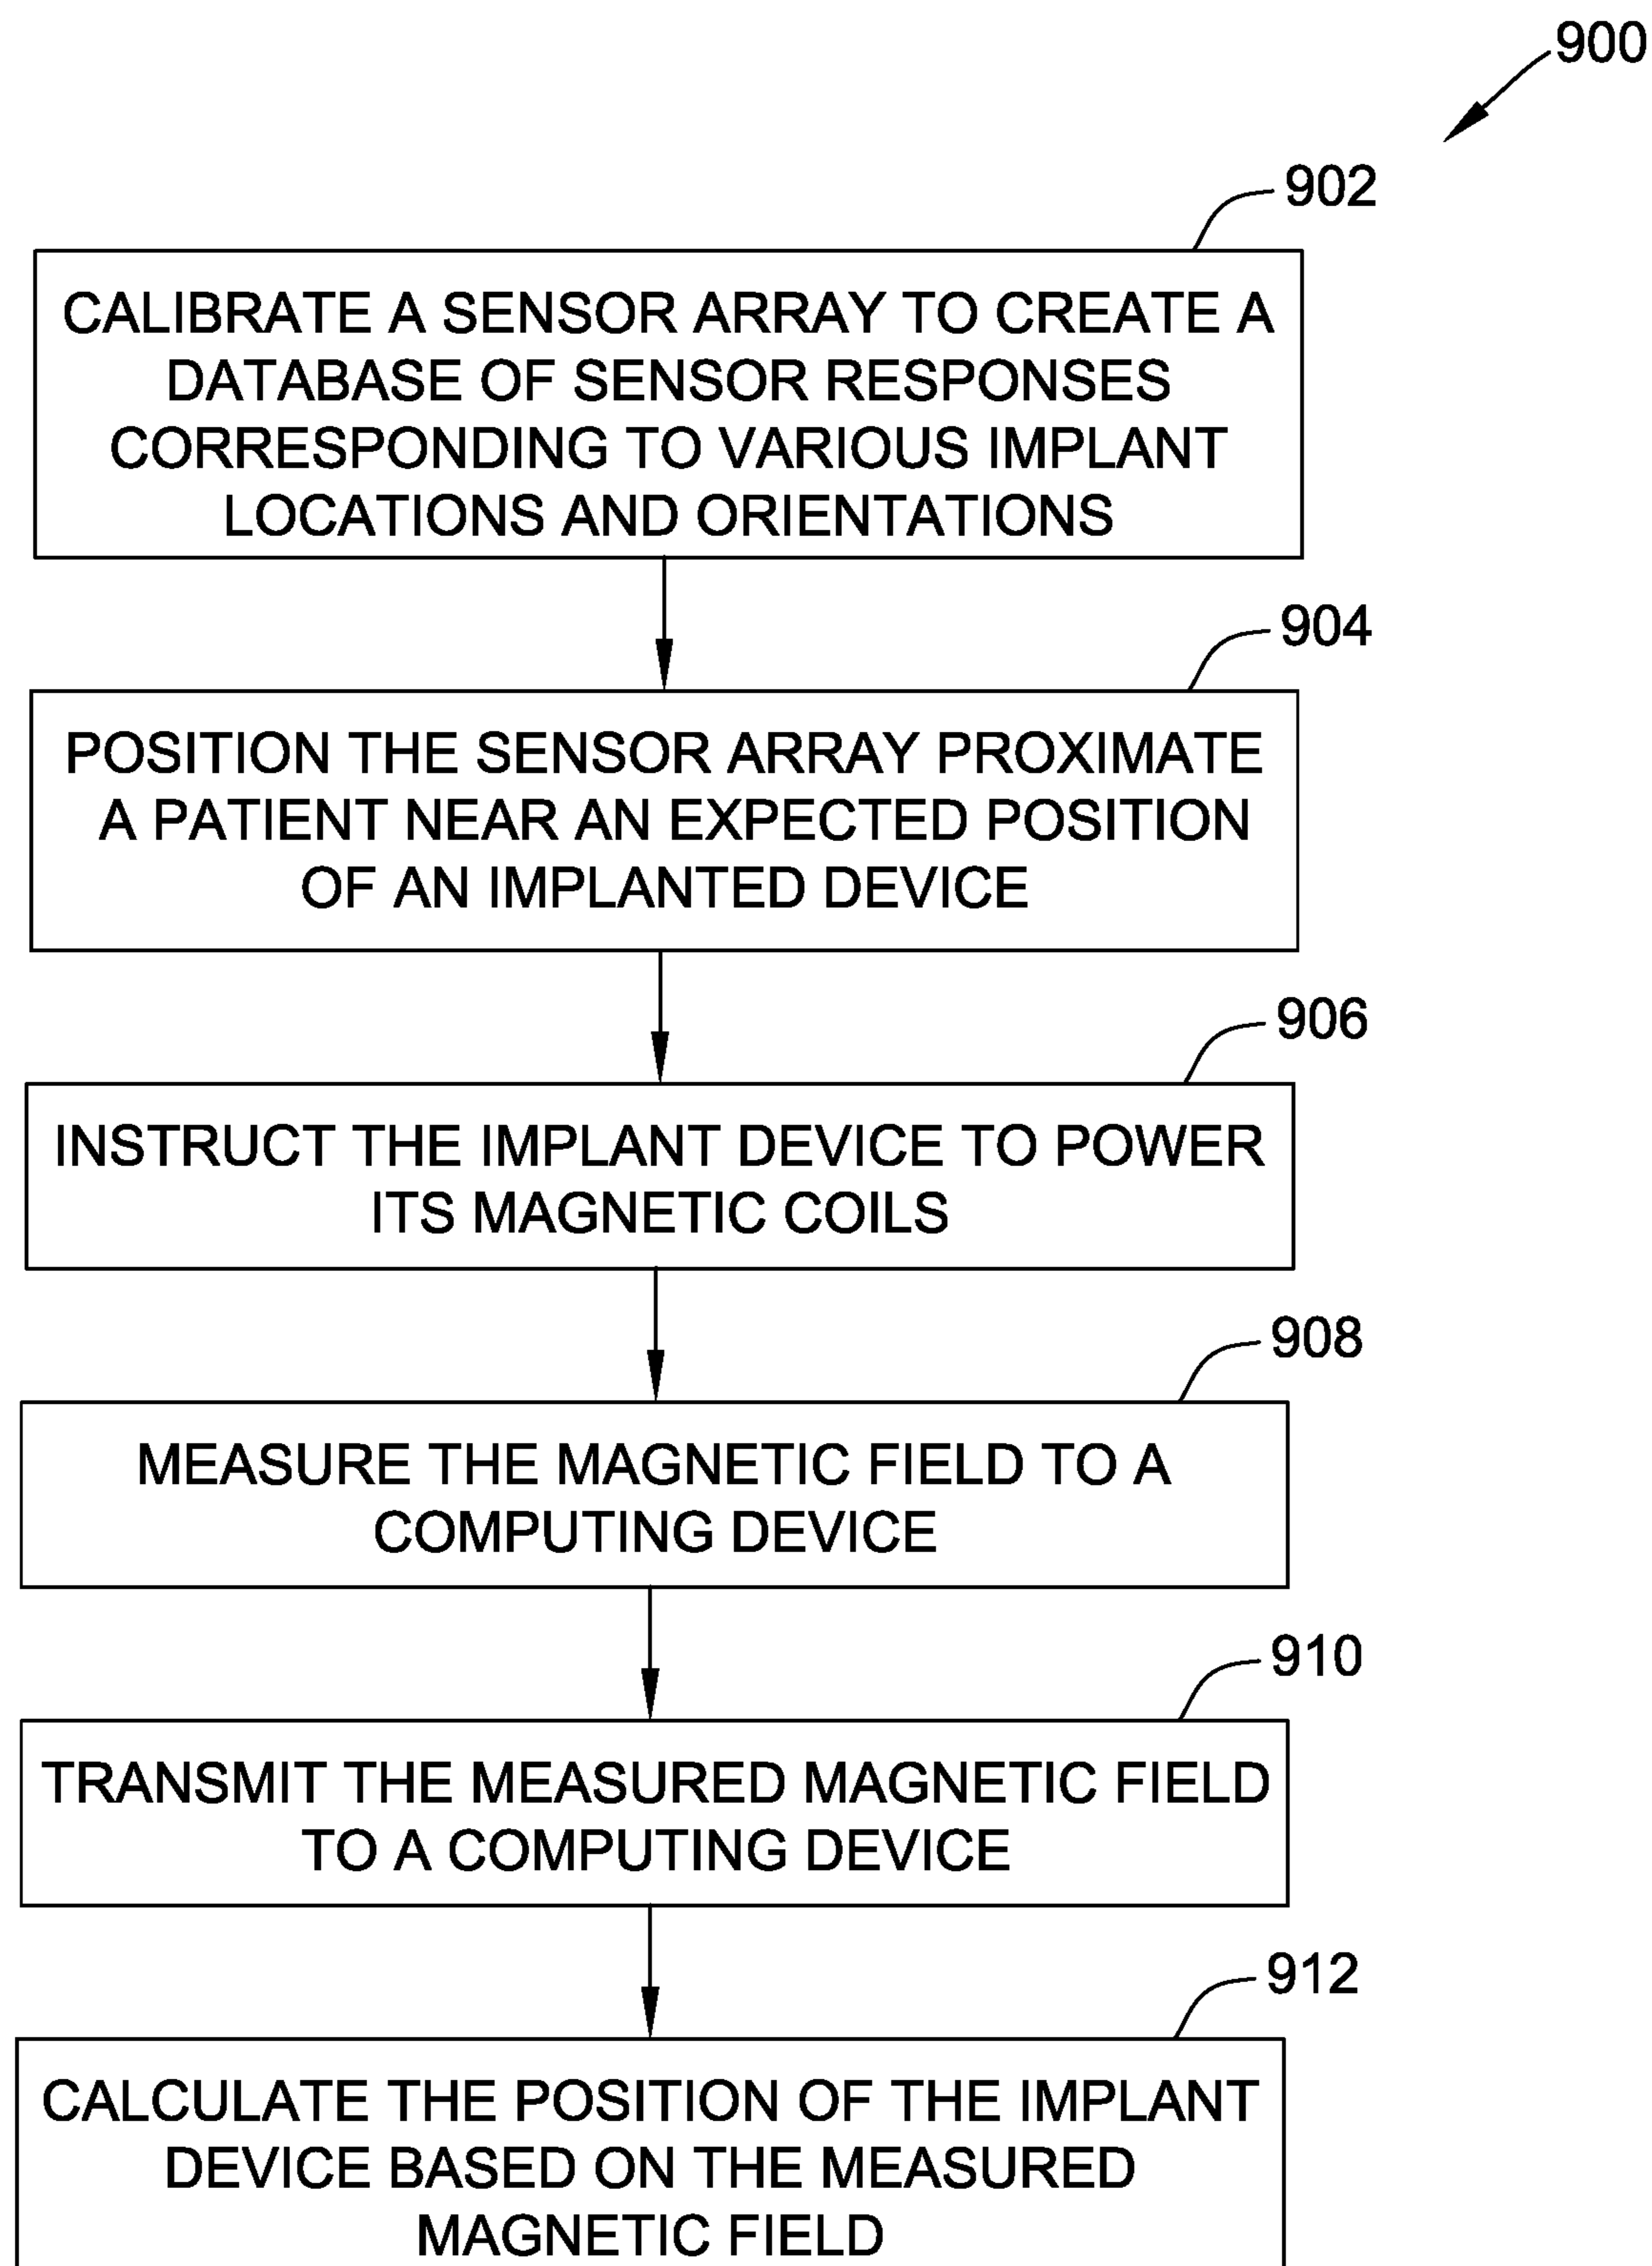 900
902
CALIBRATE A SENSOR ARRAY TO CREATE A
DATABASE OF SENSOR RESPONSES
CORRESPONDING TO VARIOUS IMPLANT
LOCATIONS AND ORIENTATIONS
904
POSITION THE SENSOR ARRAY PROXIMATE
A PATIENT NEAR AN EXPECTED POSITION
OF AN IMPLANTED DEVICE
906
INSTRUCT THE IMPLANT DEVICE TO POWER
ITS MAGNETIC COILS
908
MEASURE THE MAGNETIC FIELD TO A
COMPUTING DEVICE
910
TRANSMIT THE MEASURED MAGNETIC FIELD
TO A COMPUTING DEVICE
912
CALCULATE THE POSITION OF THE IMPLANT
DEVICE BASED ON THE MEASURED
MAGNETIC FIELD